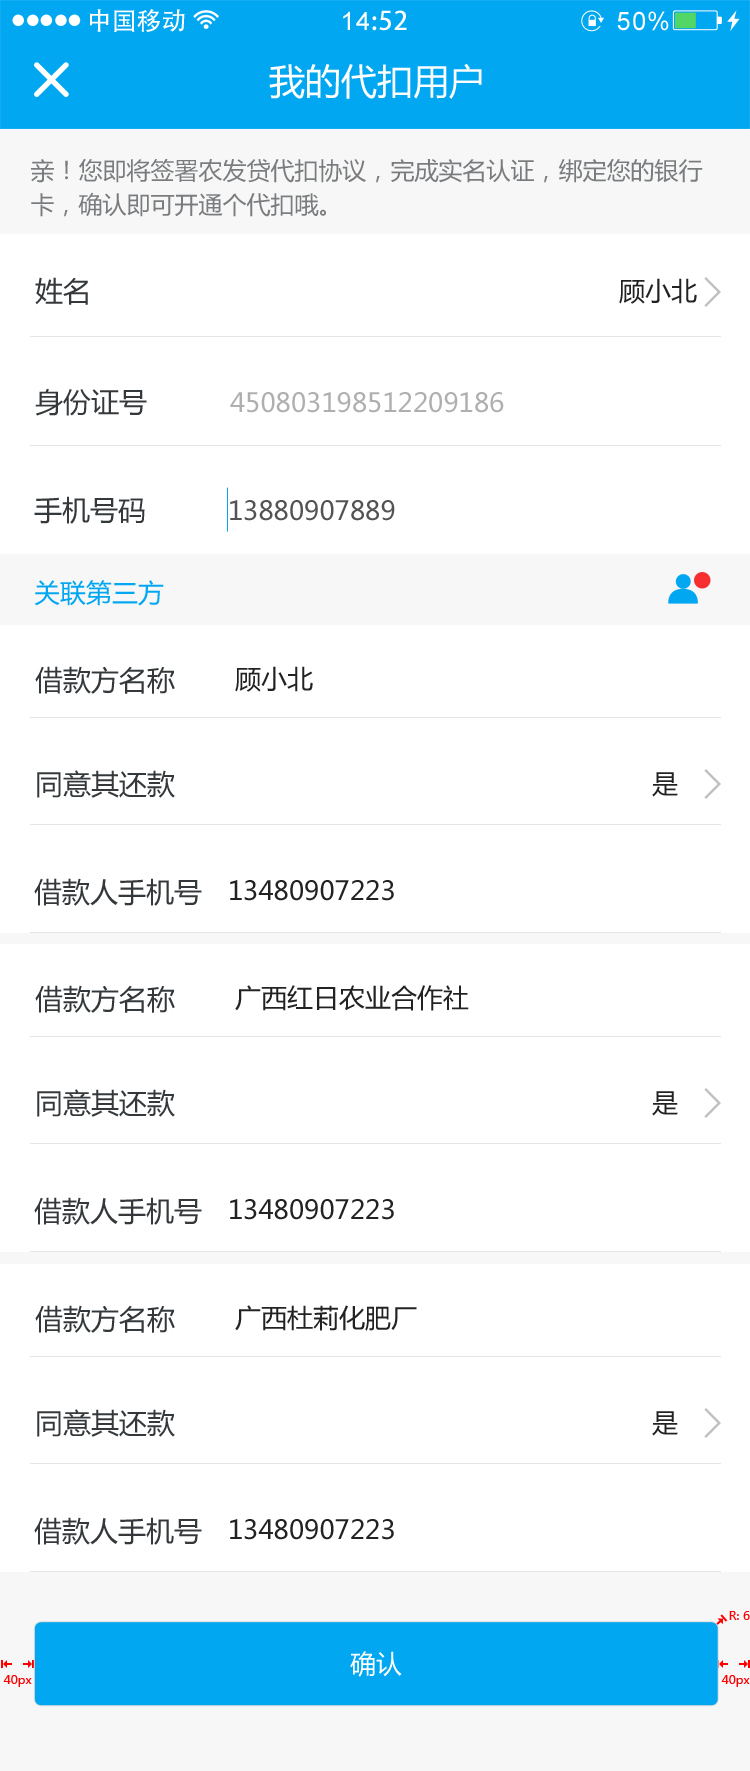 中国移动 14:52 50%
我的代扣用户
亲！您即将签署农发贷代扣协议，完成实名认证，绑定您的银行
卡，确认即可开通个代扣哦。
姓名 顾小北
身份证号 450803198512209186
手机号码 13880907889
关联第三方
借款方名称 顾小北
同意其还款 是
借款人手机号 13480907223
借款方名称 广西红日农业合作社
同意其还款 是
借款人手机号 13480907223
借款方名称 广西杜莉化肥厂
同意其还款 是
借款人手机号 13480907223
R: 6
确认
40px 40px